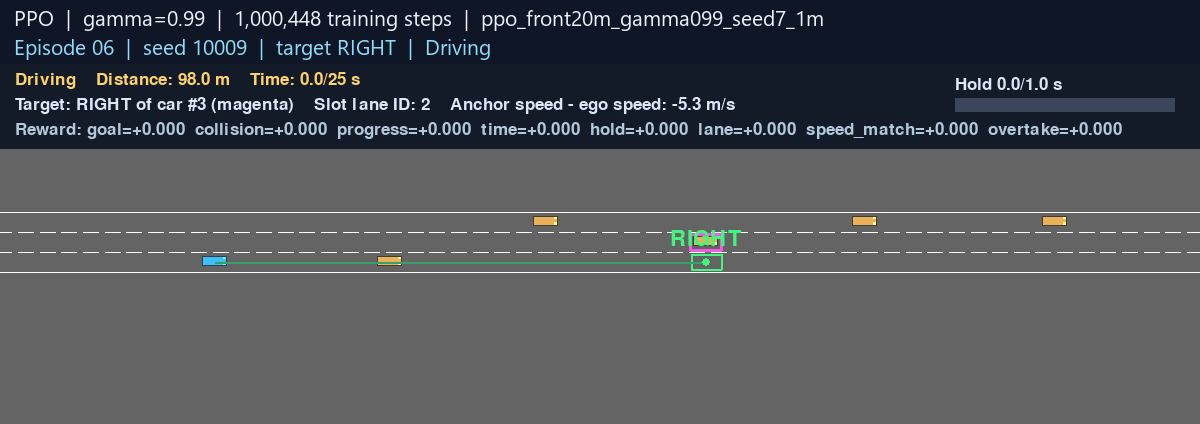 PPO | gamma=0.99 | 1,000,448 training steps | ppo_front20m_gamma099_seed7_1m
Episode 06 | seed 10009 | target RIGHT | Driving
Driving Distance: 98.0 m Time: 0.0/25 s
Target: RIGHT of car #3 (magenta) Slot lane ID: 2 Anchor speed - ego speed: -5.3 m/s
Hold 0.0/1.0 s
Reward: goal=+0.000 collision=+0.000 progress=+0.000 time=+0.000 hold=+0.000 lane=+0.000 speed_match=+0.000 overtake=+0.000
RIGHT